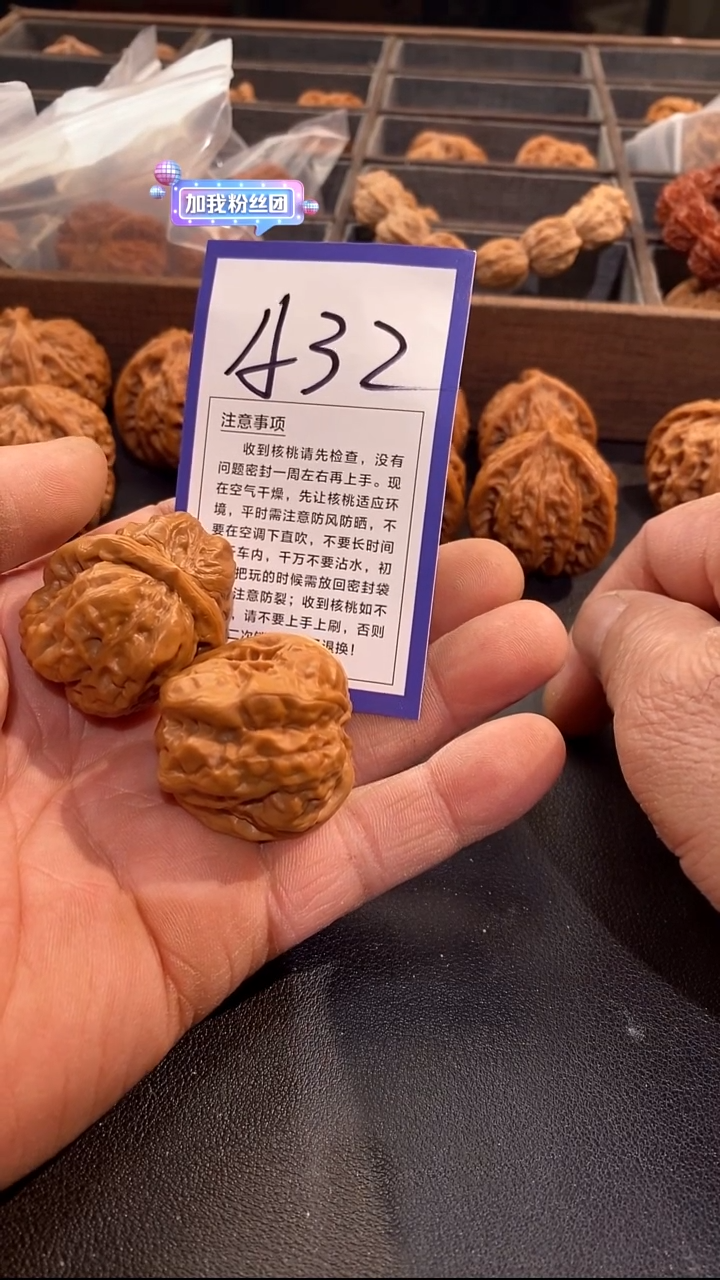 加我粉丝团
432
注意事项
收到核桃请先检查，没有
问题密封一周左右再上手。现
在空气干燥，先让核桃适应环
境，平时需注意防风防晒，不
要在空调下直吹，不要长时间
车内，千万不要沾水，初
把玩的时候需放回密封袋
注意防裂；收到核桃如不
，请不要上手上刷，否则
二次销
退换！